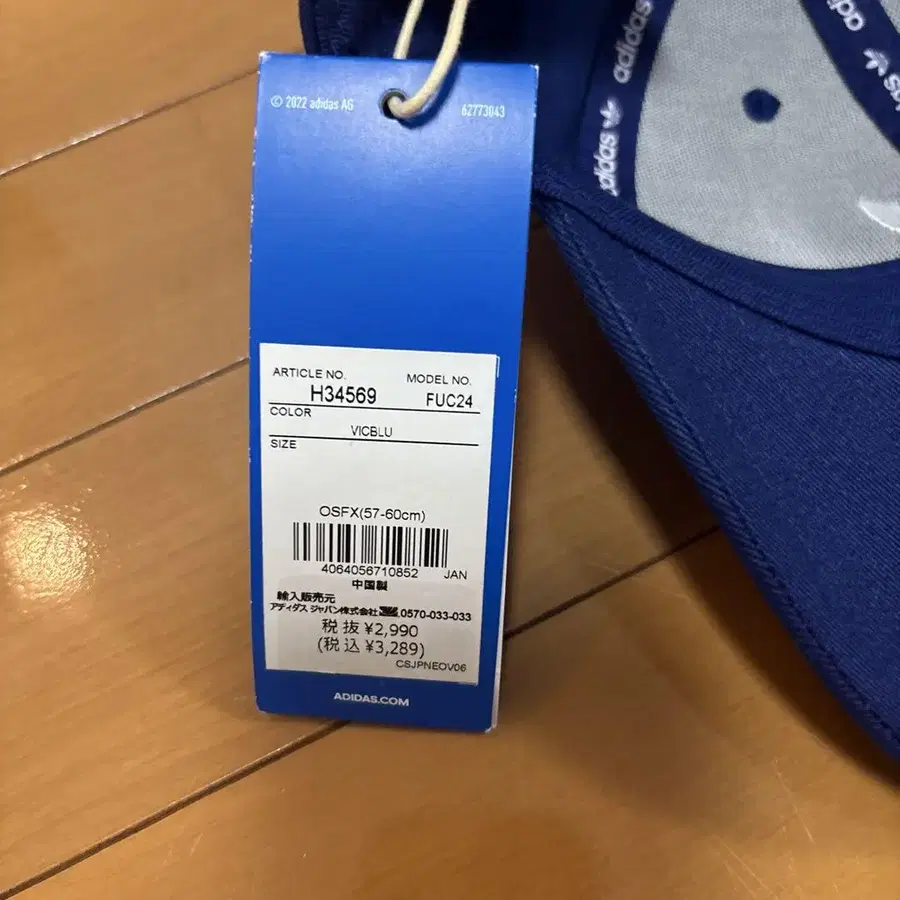 © 2022 adidas AG
62773043
ARTICLE NO.
MODEL NO.
H34569
FUC24
COLOR
VICBLU
SIZE
OSFX(57-60cm)
4064056710852 JAN
中国製
輸入販売元
アディダス ジャパン株式会社 0570-033-033
税抜 ¥2,990
(税込 ¥3,289)
CSJPNEOV06
ADIDAS.COM
adidas
adidas